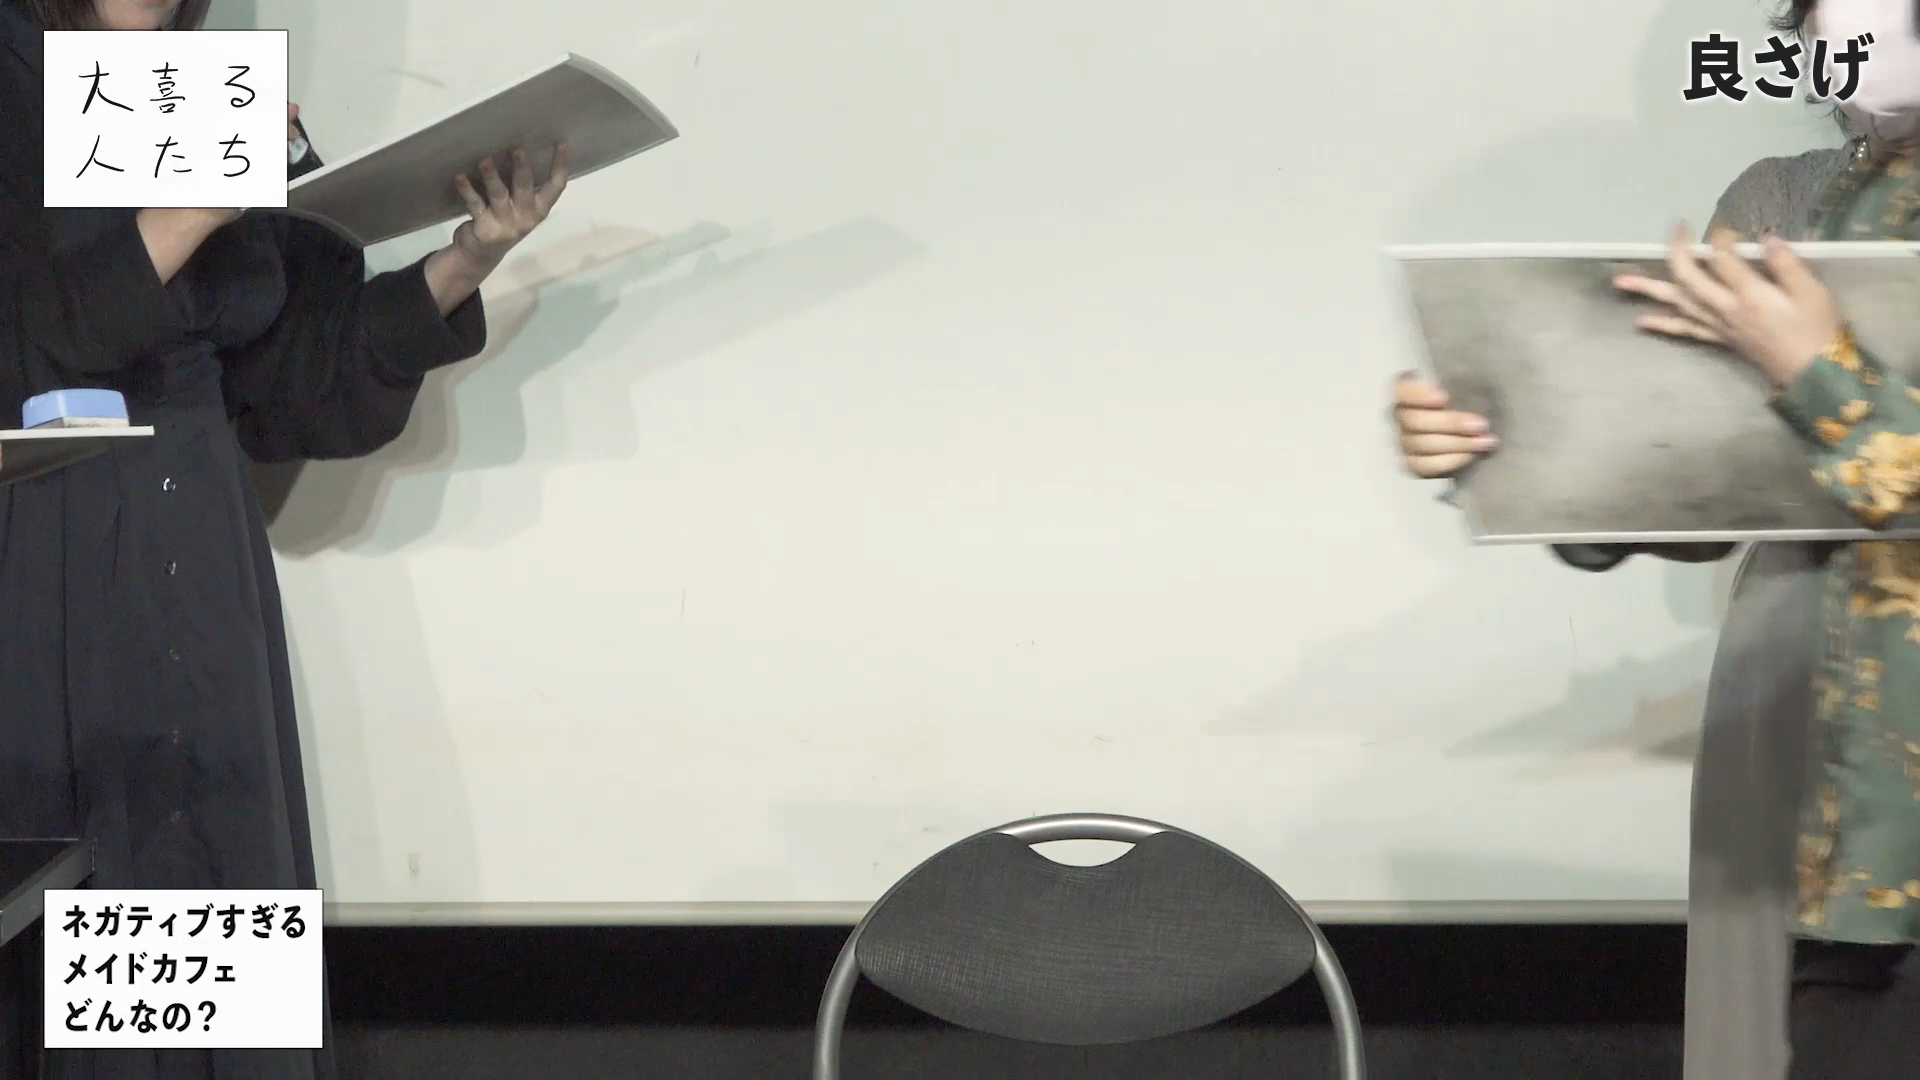 大喜る
人たち
良さげ
ネガティブすぎる
メイドカフェ
どんなの?